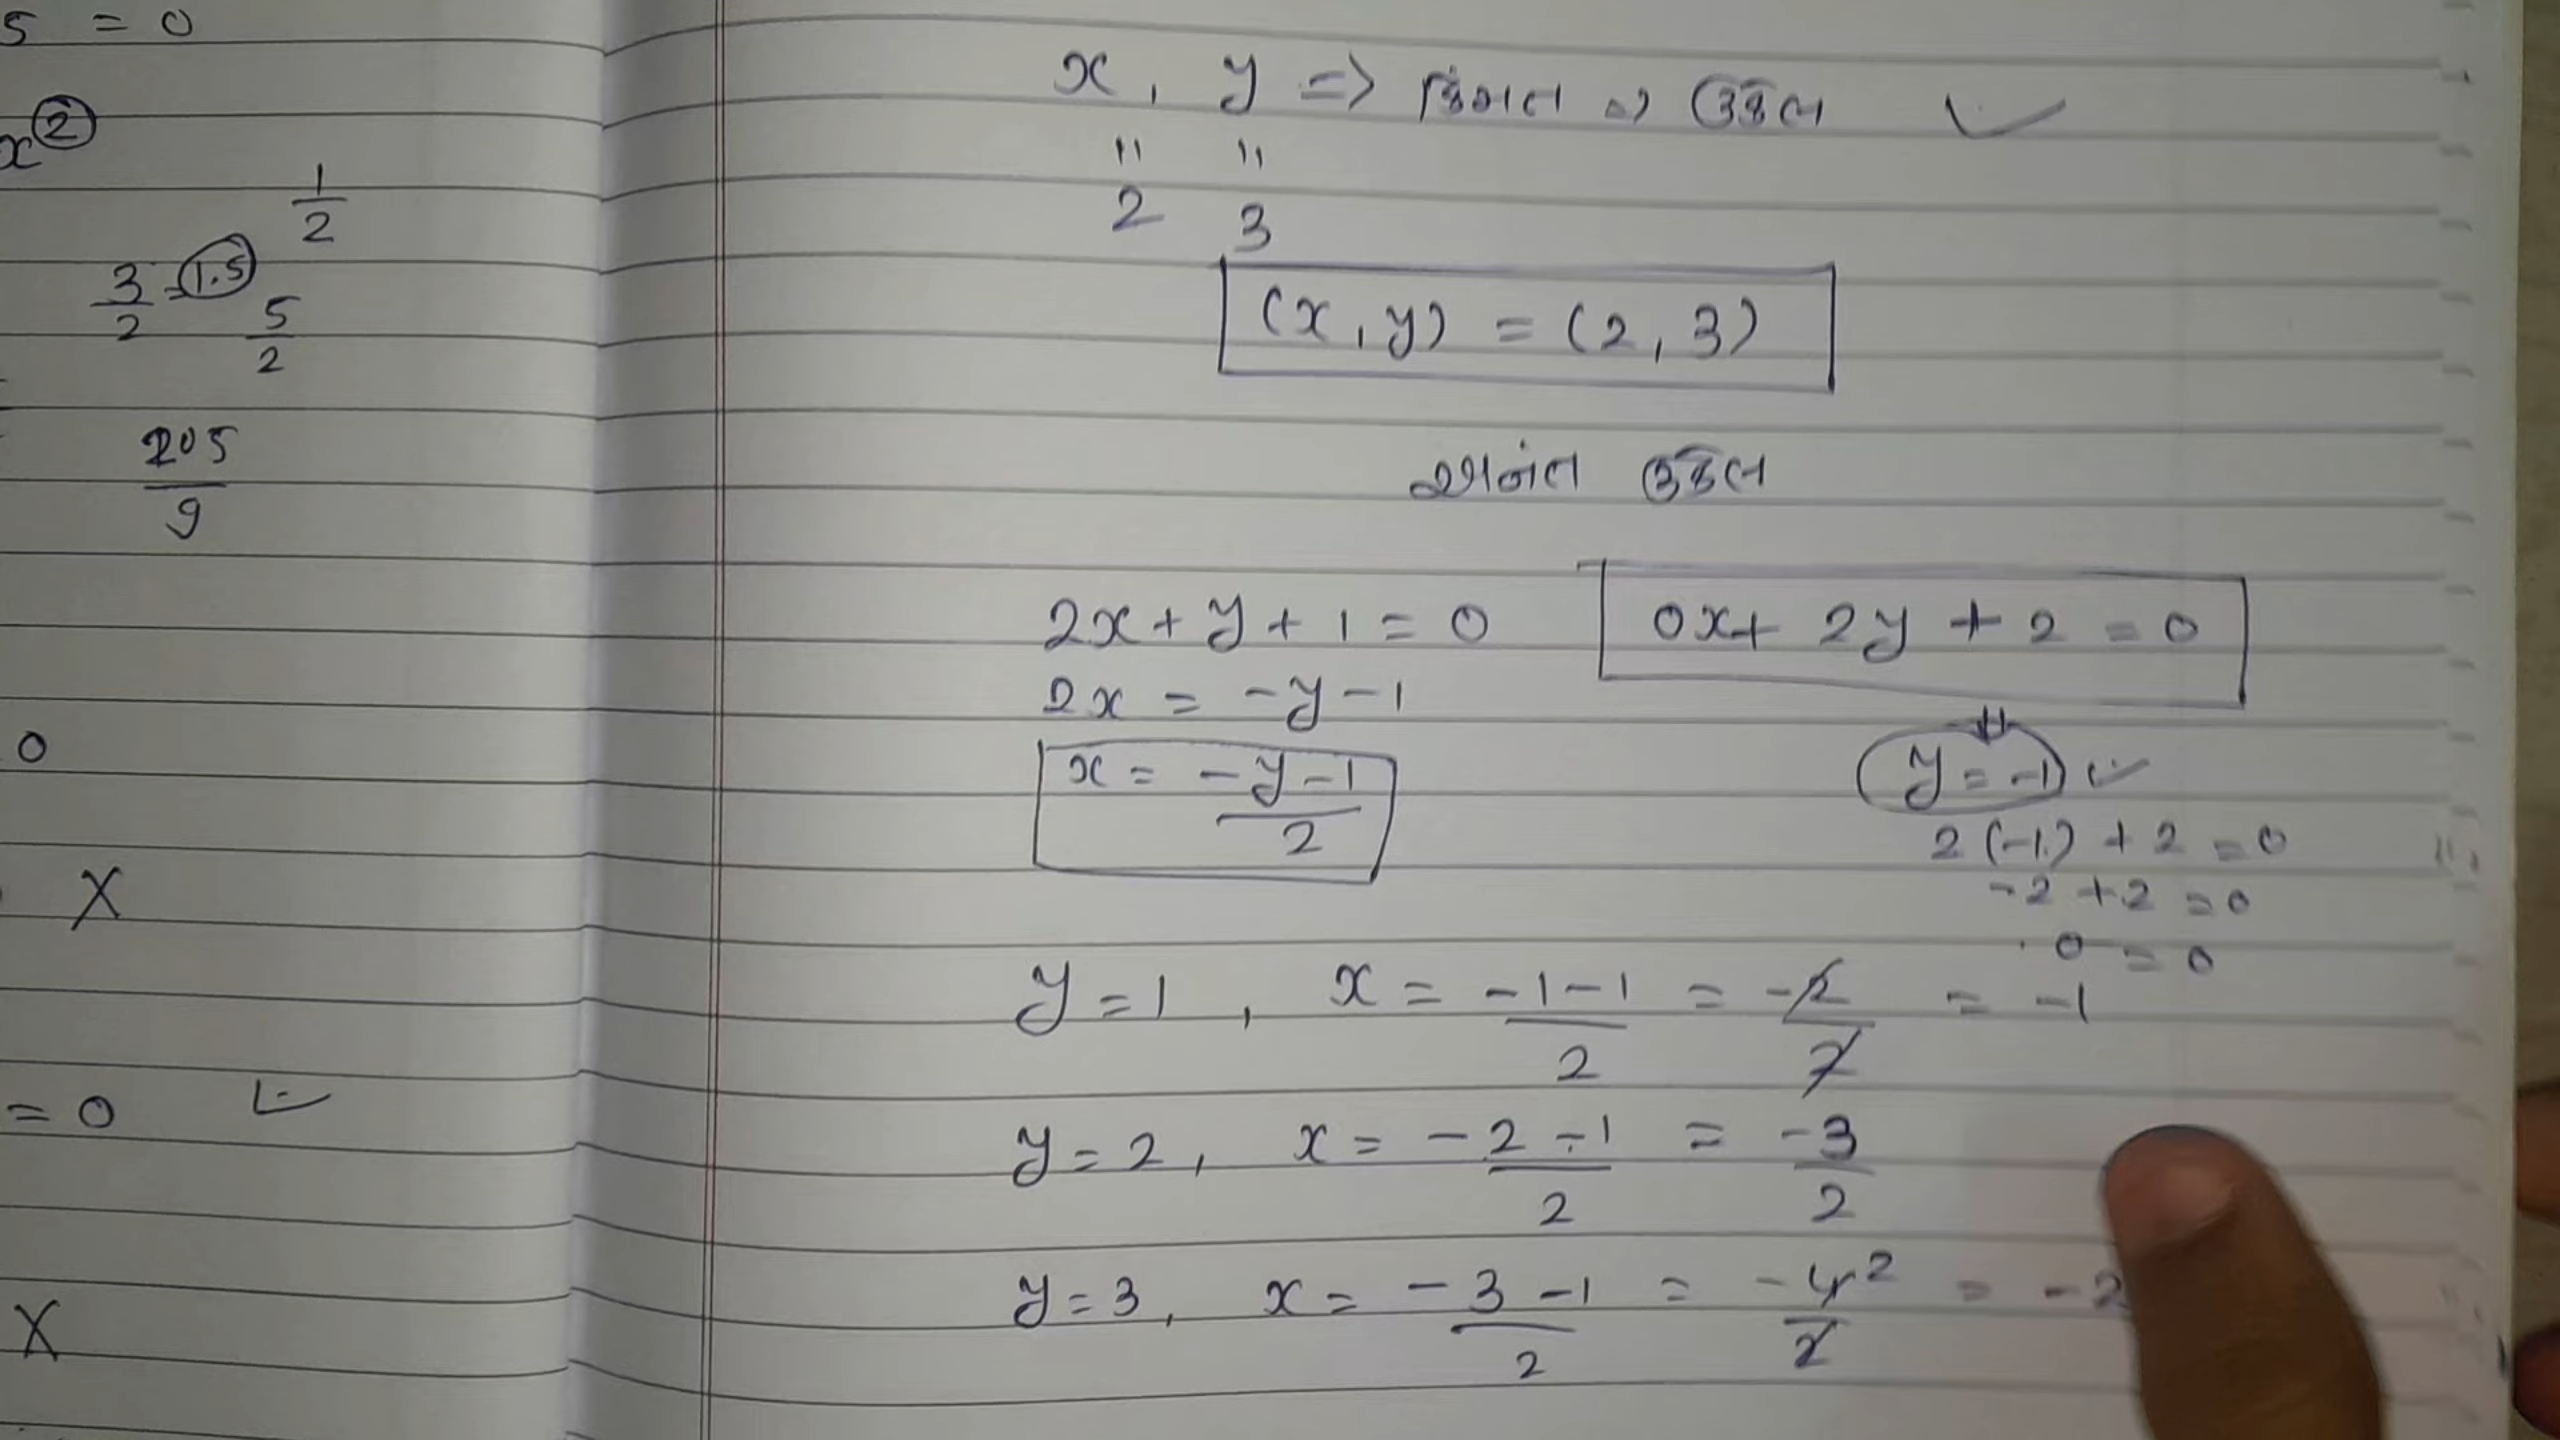 5 = 0
x²
1/2
3/2 = 1.5
5/2
205/9
0
X
= 0
X
x , y => કિંમત એ ઉકેલ
" "
2 3
(x, y) = (2, 3)
અનંત ઉકેલ
2x + y + 1 = 0
0x + 2y + 2 = 0
2x = -y - 1
x = -y - 1 / 2
y = -1
2(-1) + 2 = 0
-2 + 2 = 0
0 = 0
y = 1 , x = -1 - 1 / 2 = -2 / 2 = -1
y = 2 , x = -2 - 1 / 2 = -3 / 2
y = 3 , x = -3 - 1 / 2 = -4² / 2 = -2